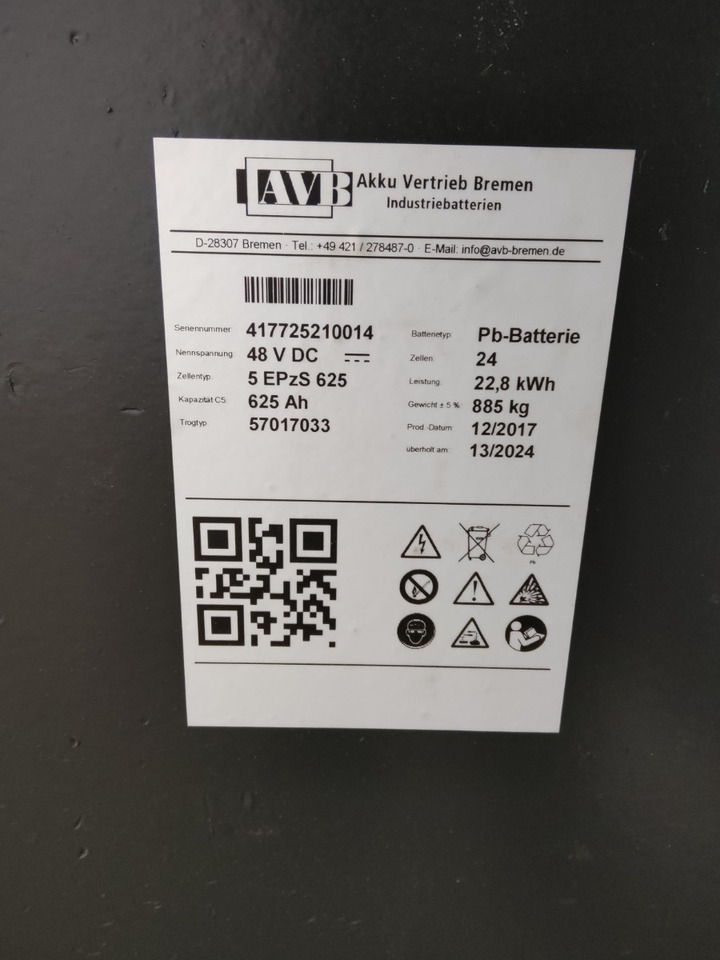 AVB Akku Vertrieb Bremen
Industriebatterien
D-28307 Bremen · Tel.: +49 421 / 278487-0 · E-Mail: info@avb-bremen.de
Seriennummer: 417725210014
Nennspannung: 48 V DC
Zellentyp: 5 EPzS 625
Kapazität C5: 625 Ah
Trogtyp: 57017033
Batterietyp: Pb-Batterie
Zellen: 24
Leistung: 22,8 kWh
Gewicht ± 5 %: 885 kg
Prod.-Datum: 12/2017
überholt am: 13/2024
Pb